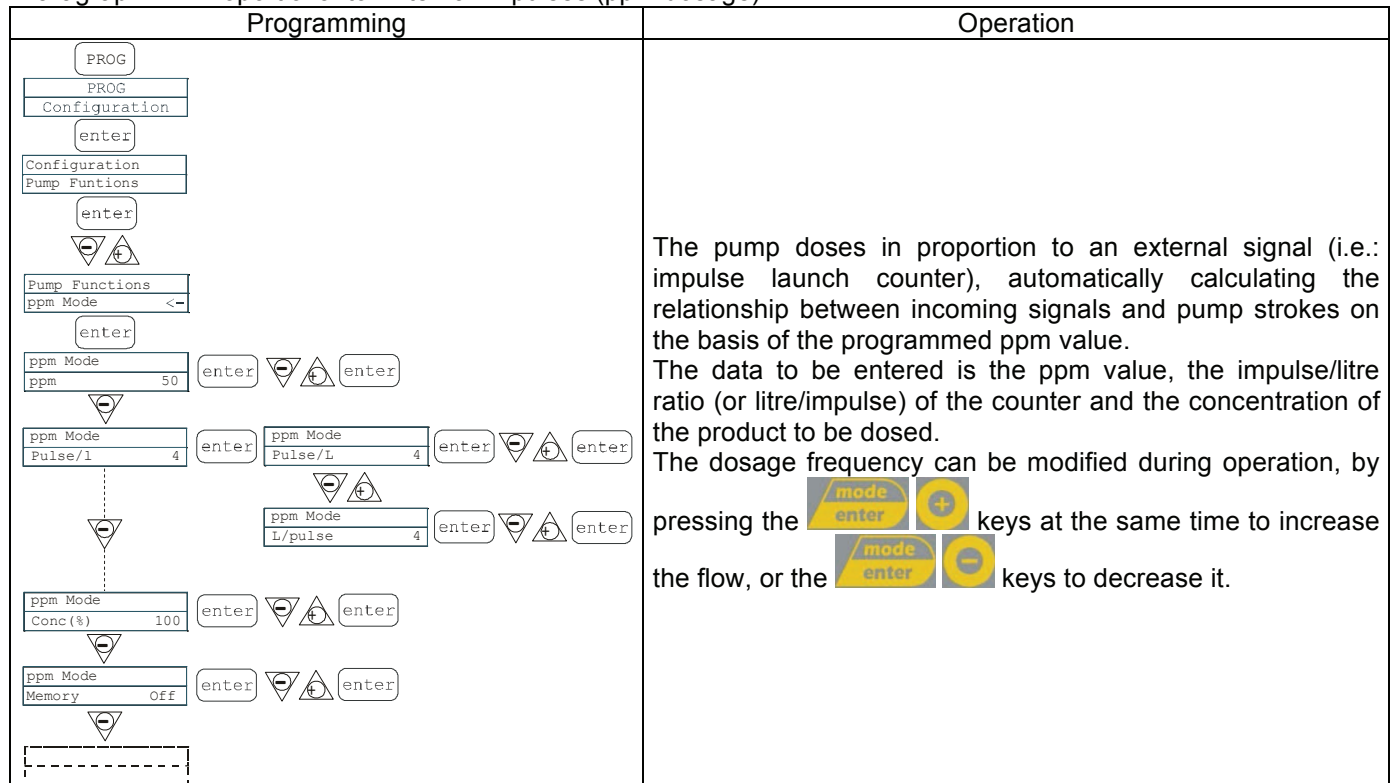 Programming
Operation
PROG
PROG
Configuration
enter
Configuration
Pump Funtions
enter
Pump Functions
ppm Mode <-
enter
ppm Mode
ppm 50
enter
enter
ppm Mode
Pulse/l 4
enter
ppm Mode
Pulse/L 4
enter
enter
ppm Mode
L/pulse 4
enter
enter
ppm Mode
Conc(%) 100
enter
enter
ppm Mode
Memory Off
enter
enter
The pump doses in proportion to an external signal (i.e.:
impulse launch counter), automatically calculating the
relationship between incoming signals and pump strokes on
the basis of the programmed ppm value.
The data to be entered is the ppm value, the impulse/litre
ratio (or litre/impulse) of the counter and the concentration of
the product to be dosed.
The dosage frequency can be modified during operation, by
pressing the mode enter + keys at the same time to increase
the flow, or the mode enter - keys to decrease it.